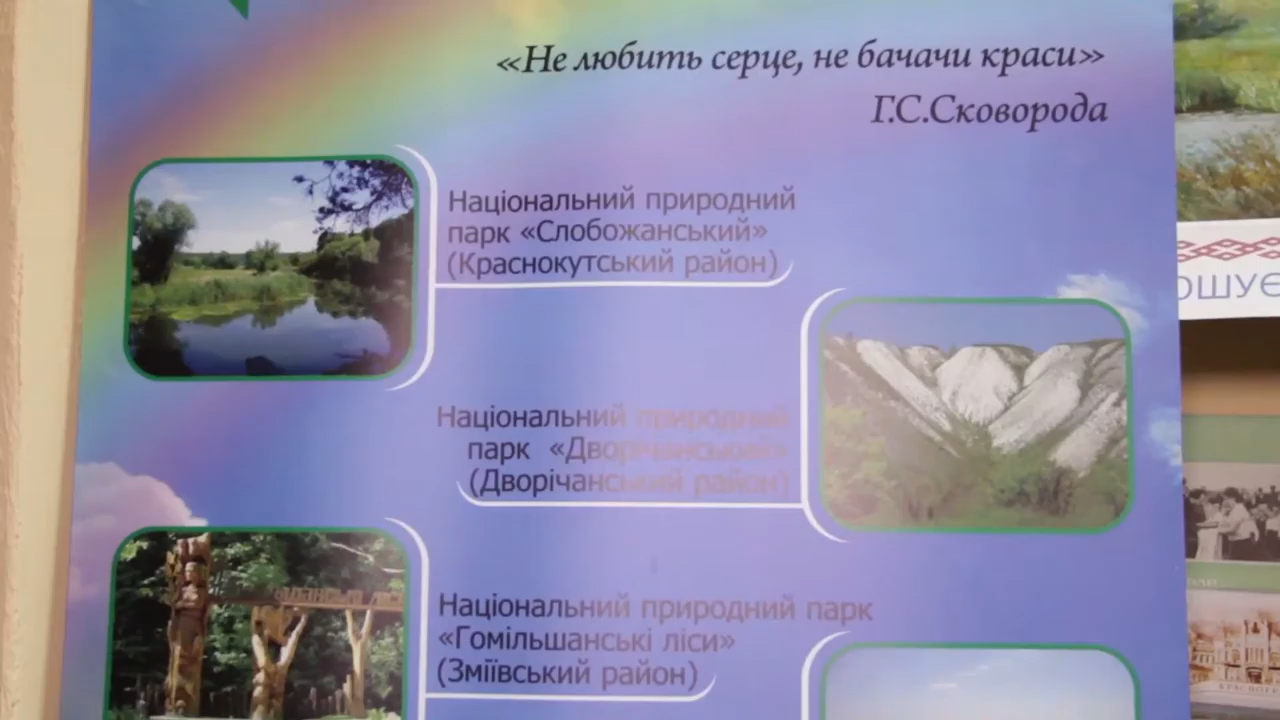 «Не любить серце, не бачачи краси»
Г.С.Сковорода
Національний природний
парк «Слобожанський»
(Краснокутський район)
Національний природний
парк «Дворічанський»
(Дворічанський район)
Національний природний парк
«Гомільшанські ліси»
(Зміївський район)
ОШУЄ